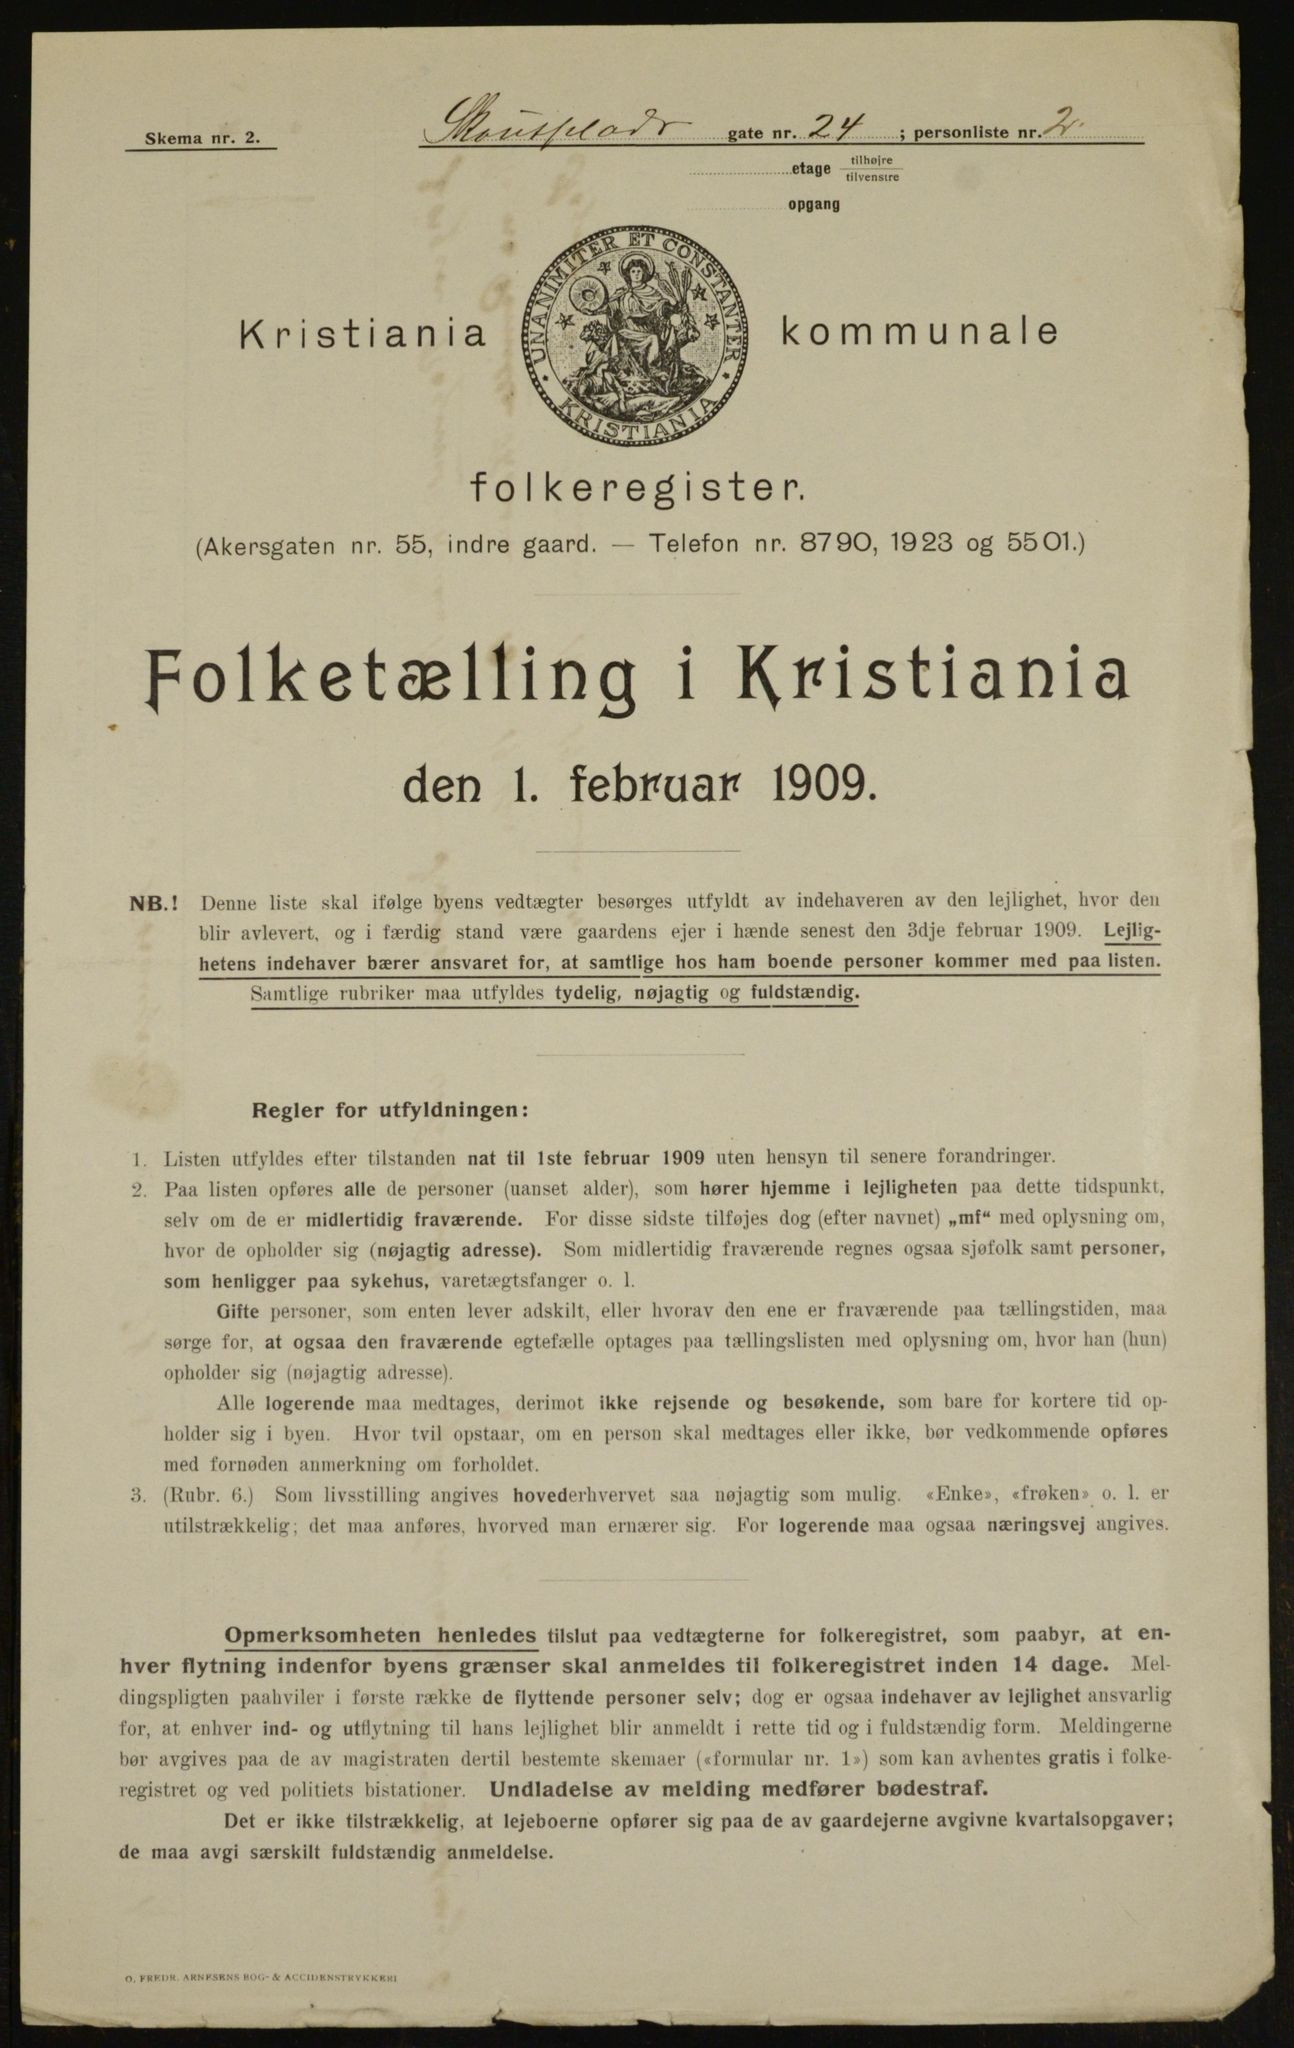 Skema nr. 2.
Skousplads gate nr. 24 ; personliste nr. 2.
etage tilhøjre
tilvenstre
opgang
UNANIMITER ET CONSTANTER
KRISTIANIA
Kristiania kommunale
folkeregister.
(Akersgaten nr. 55, indre gaard. — Telefon nr. 8790, 1923 og 5501.)
Folketælling i Kristiania
den 1. februar 1909.
NB.! Denne liste skal ifølge byens vedtægter besørges utfyldt av indehaveren av den lejlighet, hvor den
blir avlevert, og i færdig stand være gaardens ejer i hænde senest den 3dje februar 1909. Lejlig-
hetens indehaver bærer ansvaret for, at samtlige hos ham boende personer kommer med paa listen.
Samtlige rubriker maa utfyldes tydelig, nøjagtig og fuldstændig.
Regler for utfyldningen:
1. Listen utfyldes efter tilstanden nat til 1ste februar 1909 uten hensyn til senere forandringer.
2. Paa listen opføres alle de personer (uanset alder), som hører hjemme i lejligheten paa dette tidspunkt,
selv om de er midlertidig fraværende. For disse sidste tilføjes dog (efter navnet) „mf“ med oplysning om,
hvor de opholder sig (nøjagtig adresse). Som midlertidig fraværende regnes ogsaa sjøfolk samt personer,
som henligger paa sykehus, varetægtsfanger o. l.
Gifte personer, som enten lever adskilt, eller hvorav den ene er fraværende paa tællingstiden, maa
sørge for, at ogsaa den fraværende egtefælle optages paa tællingslisten med oplysning om, hvor han (hun)
opholder sig (nøjagtig adresse).
Alle logerende maa medtages, derimot ikke rejsende og besøkende, som bare for kortere tid op-
holder sig i byen. Hvor tvil opstaar, om en person skal medtages eller ikke, bør vedkommende opføres
med fornøden anmerkning om forholdet.
3. (Rubr. 6.) Som livsstilling angives hovederhvervet saa nøjagtig som mulig. «Enke», «frøken» o. l. er
utilstrækkelig; det maa anføres, hvorved man ernærer sig. For logerende maa ogsaa næringsvej angives.
Opmerksomheten henledes tilslut paa vedtægterne for folkeregistret, som paabyr, at en-
hver flytning indenfor byens grænser skal anmeldes til folkeregistret inden 14 dage. Mel-
dingspligten paahviler i første række de flyttende personer selv; dog er ogsaa indehaver av lejlighet ansvarlig
for, at enhver ind- og utflytning til hans lejlighet blir anmeldt i rette tid og i fuldstændig form. Meldingerne
bør avgives paa de av magistraten dertil bestemte skemaer («formular nr. 1») som kan avhentes gratis i folke-
registret og ved politiets bistationer. Undladelse av melding medfører bødestraf.
Det er ikke tilstrækkelig, at lejeboerne opfører sig paa de av gaardejerne avgivne kvartalsopgaver;
de maa avgi særskilt fuldstændig anmeldelse.
O. FREDR. ARNESENS BOG- & ACCIDENSTRYKKERI